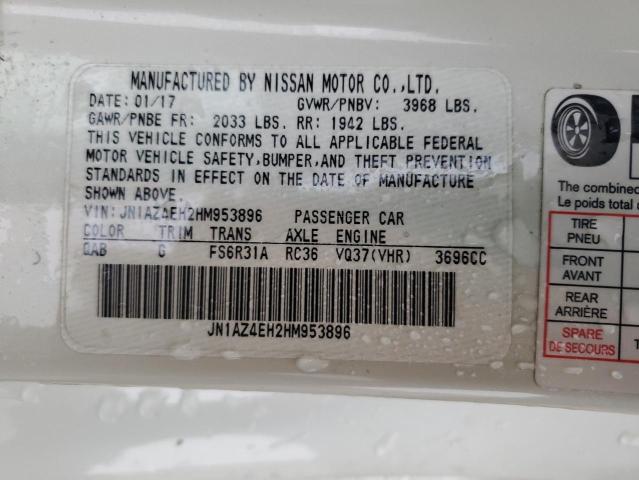 MANUFACTURED BY NISSAN MOTOR CO.,LTD.
DATE: 01/17 GVWR/PNBV: 3968 LBS.
GAWR/PNBE FR: 2033 LBS. RR: 1942 LBS.
THIS VEHICLE CONFORMS TO ALL APPLICABLE FEDERAL
MOTOR VEHICLE SAFETY,BUMPER,AND THEFT PREVENTION
STANDARDS IN EFFECT ON THE DATE OF MANUFACTURE
SHOWN ABOVE.
VIN:JN1AZ4EH2HM953896 PASSENGER CAR
COLOR TRIM TRANS AXLE ENGINE
QAB G FS6R31A RC36 VQ37(VHR) 3696CC
JN1AZ4EH2HM953896
The combined
Le poids total
TIRE
PNEU
FRONT
AVANT
REAR
ARRIÈRE
SPARE
DE SECOURS